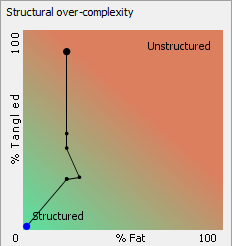 Structural over-complexity
100
Unstructured
% Tangled
Structured
0
% Fat
100